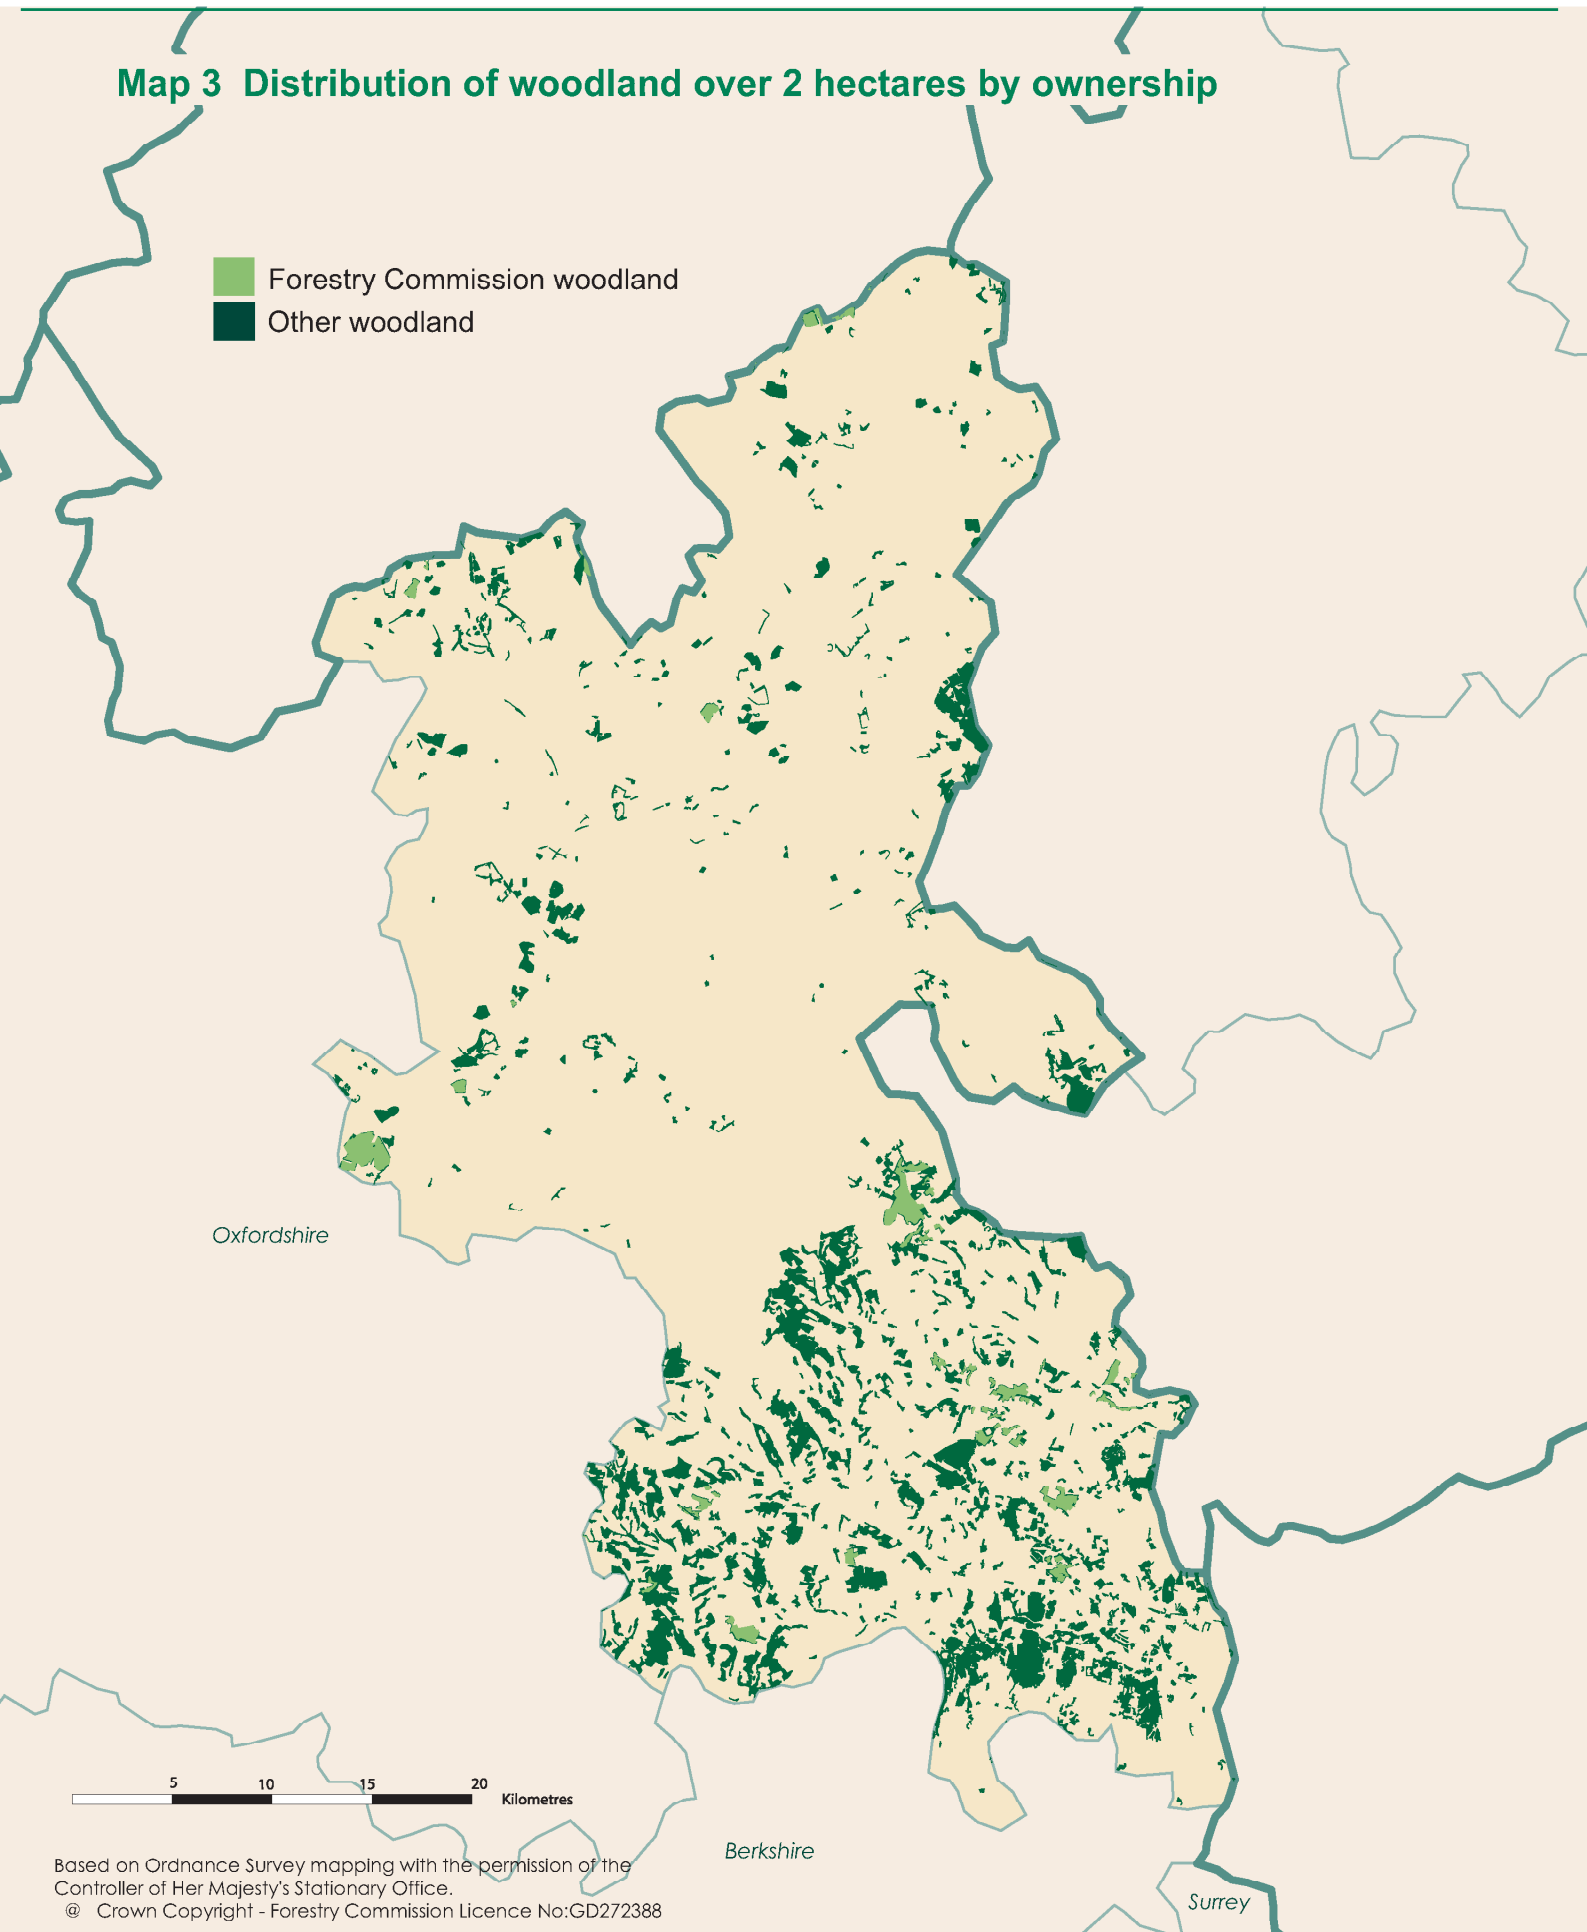 Map 3  Distribution of woodland over 2 hectares by ownership
Forestry Commission woodland
Other woodland
Oxfordshire
5 10 15 20
Kilometres
Berkshire
Based on Ordnance Survey mapping with the permission of the
Controller of Her Majesty's Stationary Office.
@ Crown Copyright - Forestry Commission Licence No:GD272388
Surrey